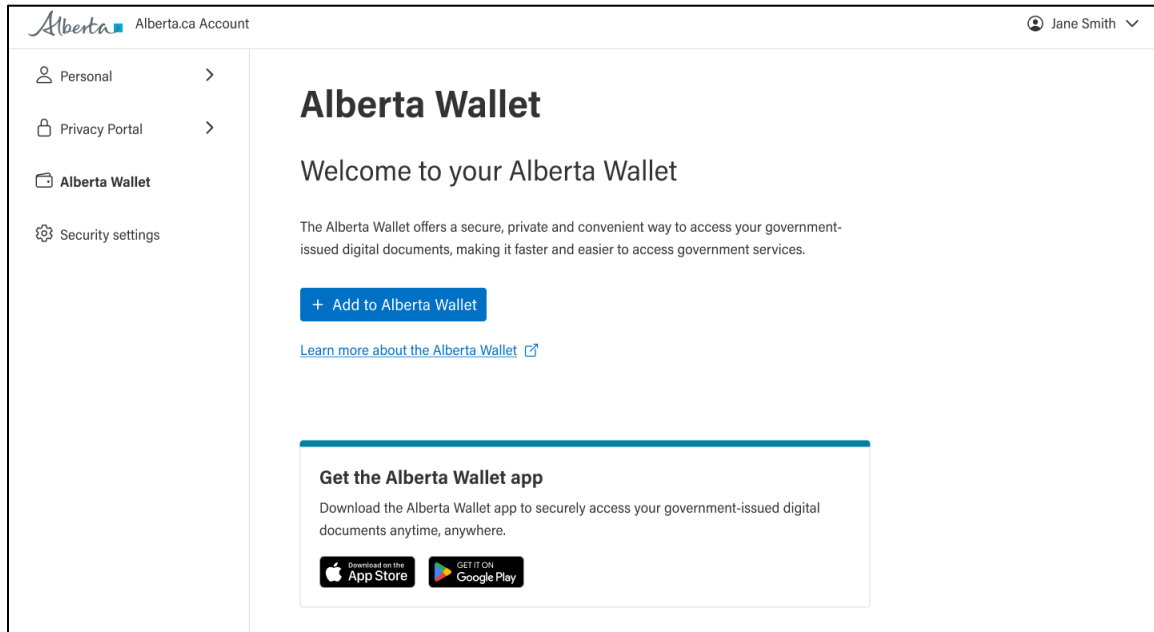 Alberta Alberta.ca Account
Jane Smith
Personal
Privacy Portal
Alberta Wallet
Security settings
Alberta Wallet
Welcome to your Alberta Wallet
The Alberta Wallet offers a secure, private and convenient way to access your government-
issued digital documents, making it faster and easier to access government services.
+ Add to Alberta Wallet
Learn more about the Alberta Wallet
Get the Alberta Wallet app
Download the Alberta Wallet app to securely access your government-issued digital
documents anytime, anywhere.
Download on the
App Store
GET IT ON
Google Play